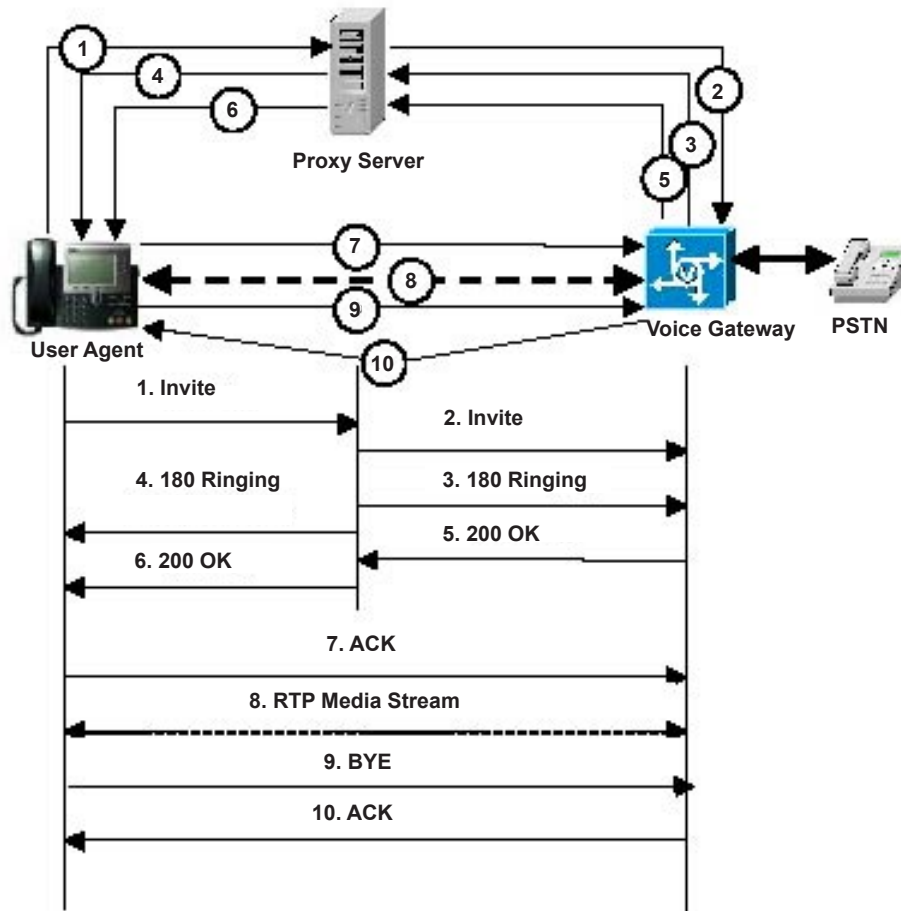 1
4
2
6
3
Proxy Server
5
7
8
V
9
Voice Gateway
PSTN
User Agent
10
1. Invite
2. Invite
4. 180 Ringing
3. 180 Ringing
5. 200 OK
6. 200 OK
7. ACK
8. RTP Media Stream
9. BYE
10. ACK